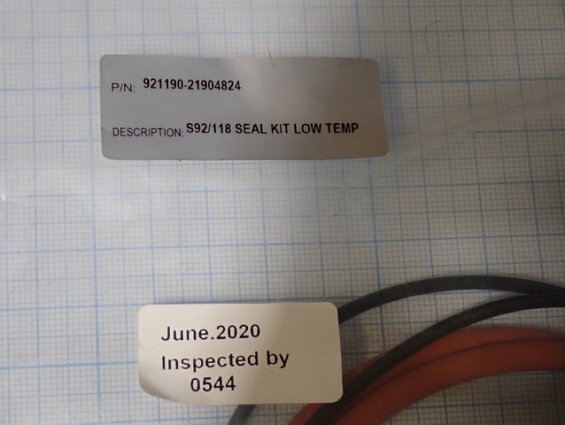 P/N: 921190-21904824
DESCRIPTION: S92/118 SEAL KIT LOW TEMP
June.2020
Inspected by
0544